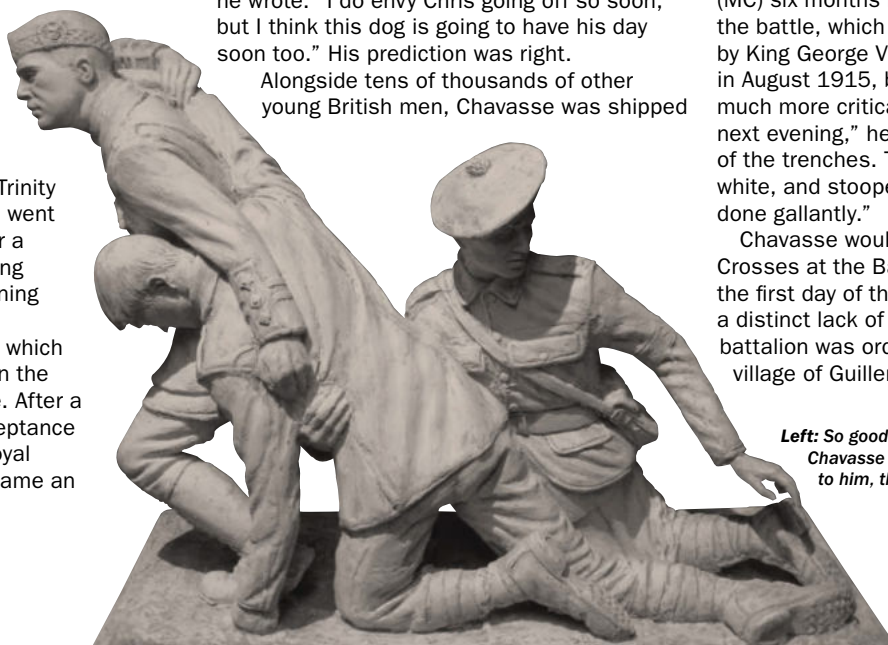 he wrote. “I do envy Chris going off so soon,
but I think this dog is going to have his day
soon too.” His prediction was right.
Alongside tens of thousands of other
young British men, Chavasse was shipped
Trinity
went
r a
ng
ning
which
n the
. After a
eptance
yal
ame an
(MC) six months
the battle, which
by King George V
in August 1915, b
much more critica
next evening,” he
of the trenches. T
white, and stoope
done gallantly.”
Chavasse woul
Crosses at the Ba
the first day of th
a distinct lack of
battalion was ord
village of Guiller
Left: So good
Chavasse
to him, th